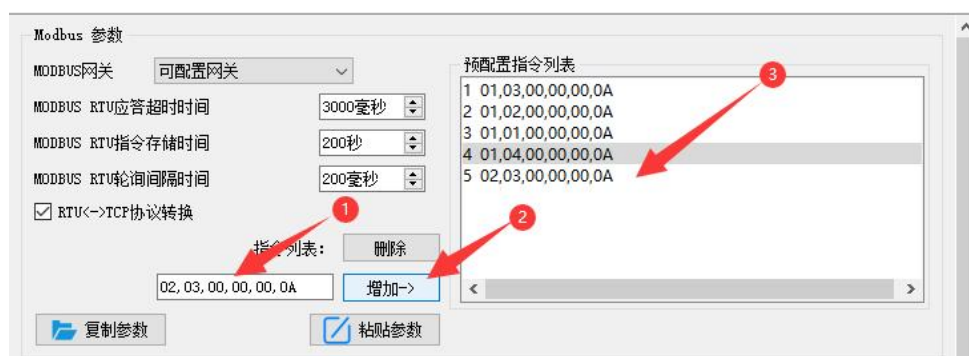 Modbus 参数
MODBUS网关 可配置网关
MODBUS RTU应答超时时间 3000毫秒
MODBUS RTU指令存储时间 200秒
MODBUS RTU轮询间隔时间 200毫秒
RTU<->TCP协议转换
1
指令列表： 删除
2
02,03,00,00,00,0A 增加->
复制参数 粘贴参数
预配置指令列表
3
1 01,03,00,00,00,0A
2 01,02,00,00,00,0A
3 01,01,00,00,00,0A
4 01,04,00,00,00,0A
5 02,03,00,00,00,0A